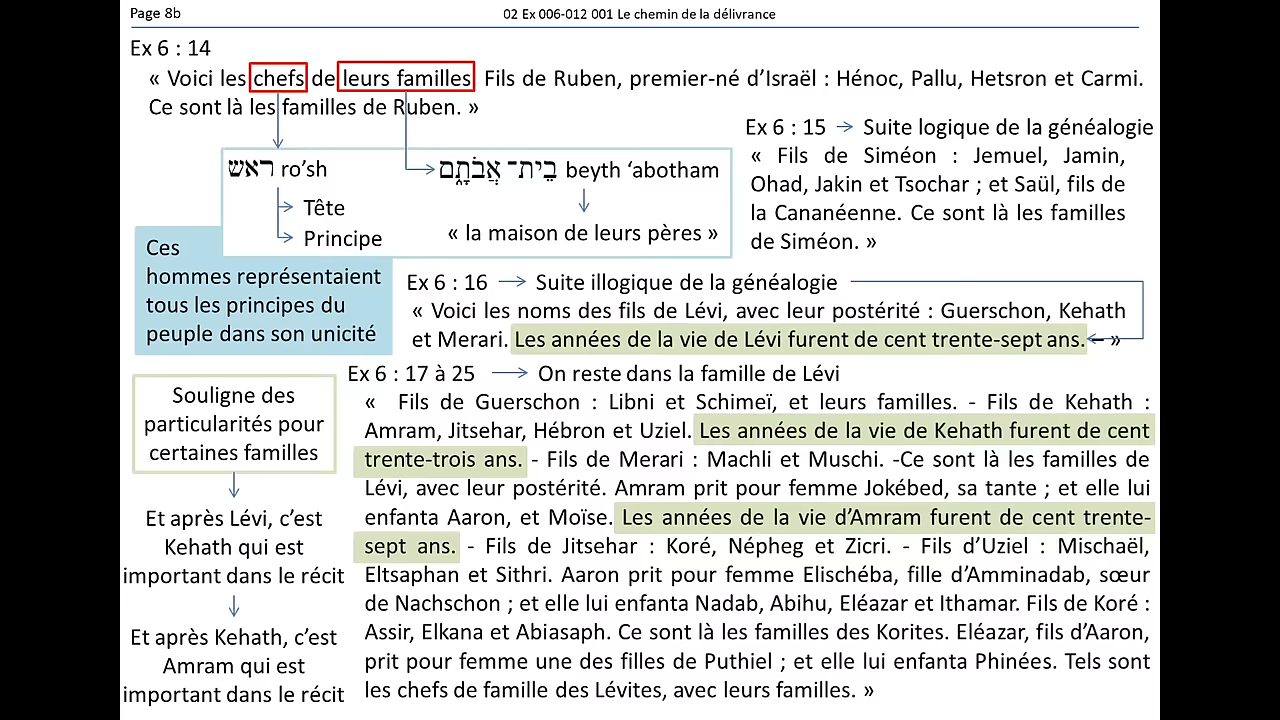 Page 8b
02 Ex 006-012 001 Le chemin de la délivrance
Ex 6 : 14
« Voici les chefs de leurs familles. Fils de Ruben, premier-né d’Israël : Hénoc, Pallu, Hetsron et Carmi.
Ce sont là les familles de Ruben. »
ראש ro’sh
Tête
Principe
בֵית־ אֲבֹתָ֑ם beyth ‘abotham
« la maison de leurs pères »
Ces
hommes représentaient
tous les principes du
peuple dans son unicité
Ex 6 : 15 Suite logique de la généalogie
« Fils de Siméon : Jemuel, Jamin,
Ohad, Jakin et Tsochar ; et Saül, fils de
la Cananéenne. Ce sont là les familles
de Siméon. »
Ex 6 : 16 Suite illogique de la généalogie
« Voici les noms des fils de Lévi, avec leur postérité : Guerschon, Kehath
et Merari. Les années de la vie de Lévi furent de cent trente-sept ans. – »
Ex 6 : 17 à 25 On reste dans la famille de Lévi
« Fils de Guerschon : Libni et Schimeï, et leurs familles. - Fils de Kehath :
Amram, Jitsehar, Hébron et Uziel. Les années de la vie de Kehath furent de cent
trente-trois ans. - Fils de Merari : Machli et Muschi. -Ce sont là les familles de
Lévi, avec leur postérité. Amram prit pour femme Jokébed, sa tante ; et elle lui
enfanta Aaron, et Moïse. Les années de la vie d’Amram furent de cent trente-
sept ans. - Fils de Jitsehar : Koré, Népheg et Zicri. - Fils d’Uziel : Mischaël,
Eltsaphan et Sithri. Aaron prit pour femme Elischéba, fille d’Amminadab, sœur
de Nachschon ; et elle lui enfanta Nadab, Abihu, Eléazar et Ithamar. Fils de Koré :
Assir, Elkana et Abiasaph. Ce sont là les familles des Korites. Eléazar, fils d’Aaron,
prit pour femme une des filles de Puthiel ; et elle lui enfanta Phinées. Tels sont
les chefs de famille des Lévites, avec leurs familles. »
Souligne des
particularités pour
certaines familles
Et après Lévi, c’est
Kehath qui est
important dans le récit
Et après Kehath, c’est
Amram qui est
important dans le récit